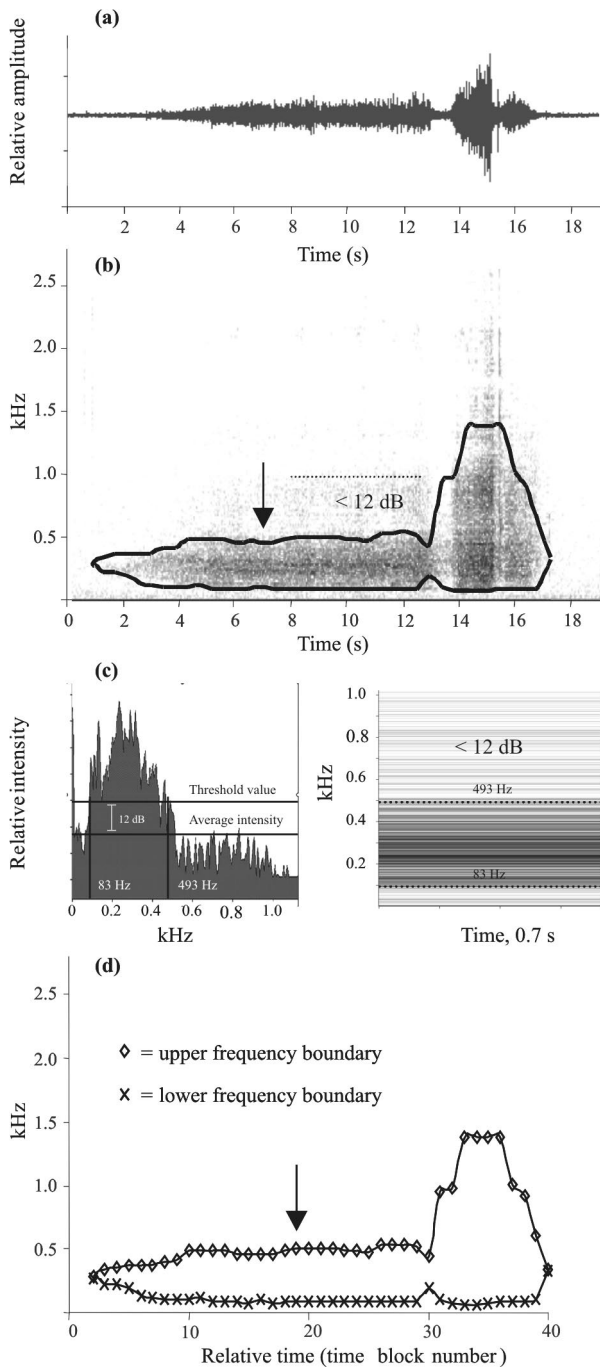 (a)
Relative amplitude
2 4 6 8 10 12 14 16 18
Time (s)
(b)
2.5
2.0
1.5
1.0
0.5
kHz
< 12 dB
0 2 4 6 8 10 12 14 16 18
Time (s)
(c)
Relative intensity
Threshold value
12 dB
Average intensity
83 Hz
493 Hz
0 0.2 0.4 0.6 0.8 1.0
kHz
1.0
0.8
0.6
0.4
0.2
kHz
< 12 dB
493 Hz
83 Hz
Time, 0.7 s
(d)
2.5
2.0
1.5
1.0
0.5
0
kHz
= upper frequency boundary
= lower frequency boundary
0 10 20 30 40
Relative time (time block number)